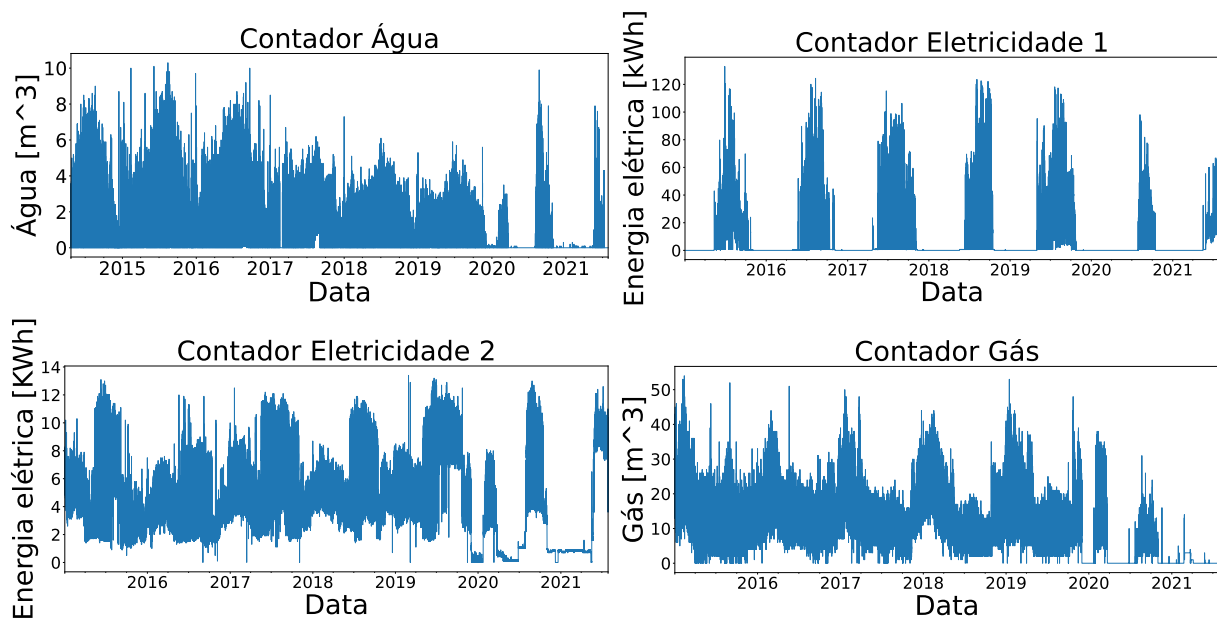 Contador Água
Água [m^3]
10
8
6
4
2
0
2015 2016 2017 2018 2019 2020 2021
Data
Contador Eletricidade 1
Energia elétrica [kWh]
120
100
80
60
40
20
0
2016 2017 2018 2019 2020 2021
Data
Contador Eletricidade 2
Energia elétrica [KWh]
14
12
10
8
6
4
2
0
2016 2017 2018 2019 2020 2021
Data
Contador Gás
Gás [m^3]
50
40
30
20
10
0
2016 2017 2018 2019 2020 2021
Data